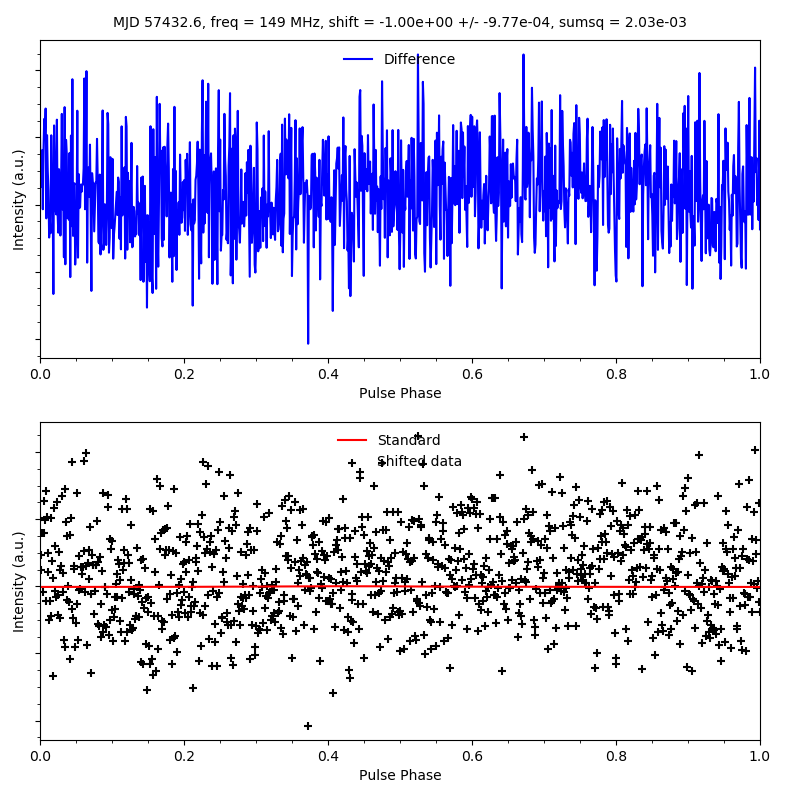 MJD 57432.6, freq = 149 MHz, shift = -1.00e+00 +/- -9.77e-04, sumsq = 2.03e-03
Difference
Intensity (a.u.)
0.0 0.2 0.4 0.6 0.8 1.0
Pulse Phase
Standard
Shifted data
Intensity (a.u.)
0.0 0.2 0.4 0.6 0.8 1.0
Pulse Phase